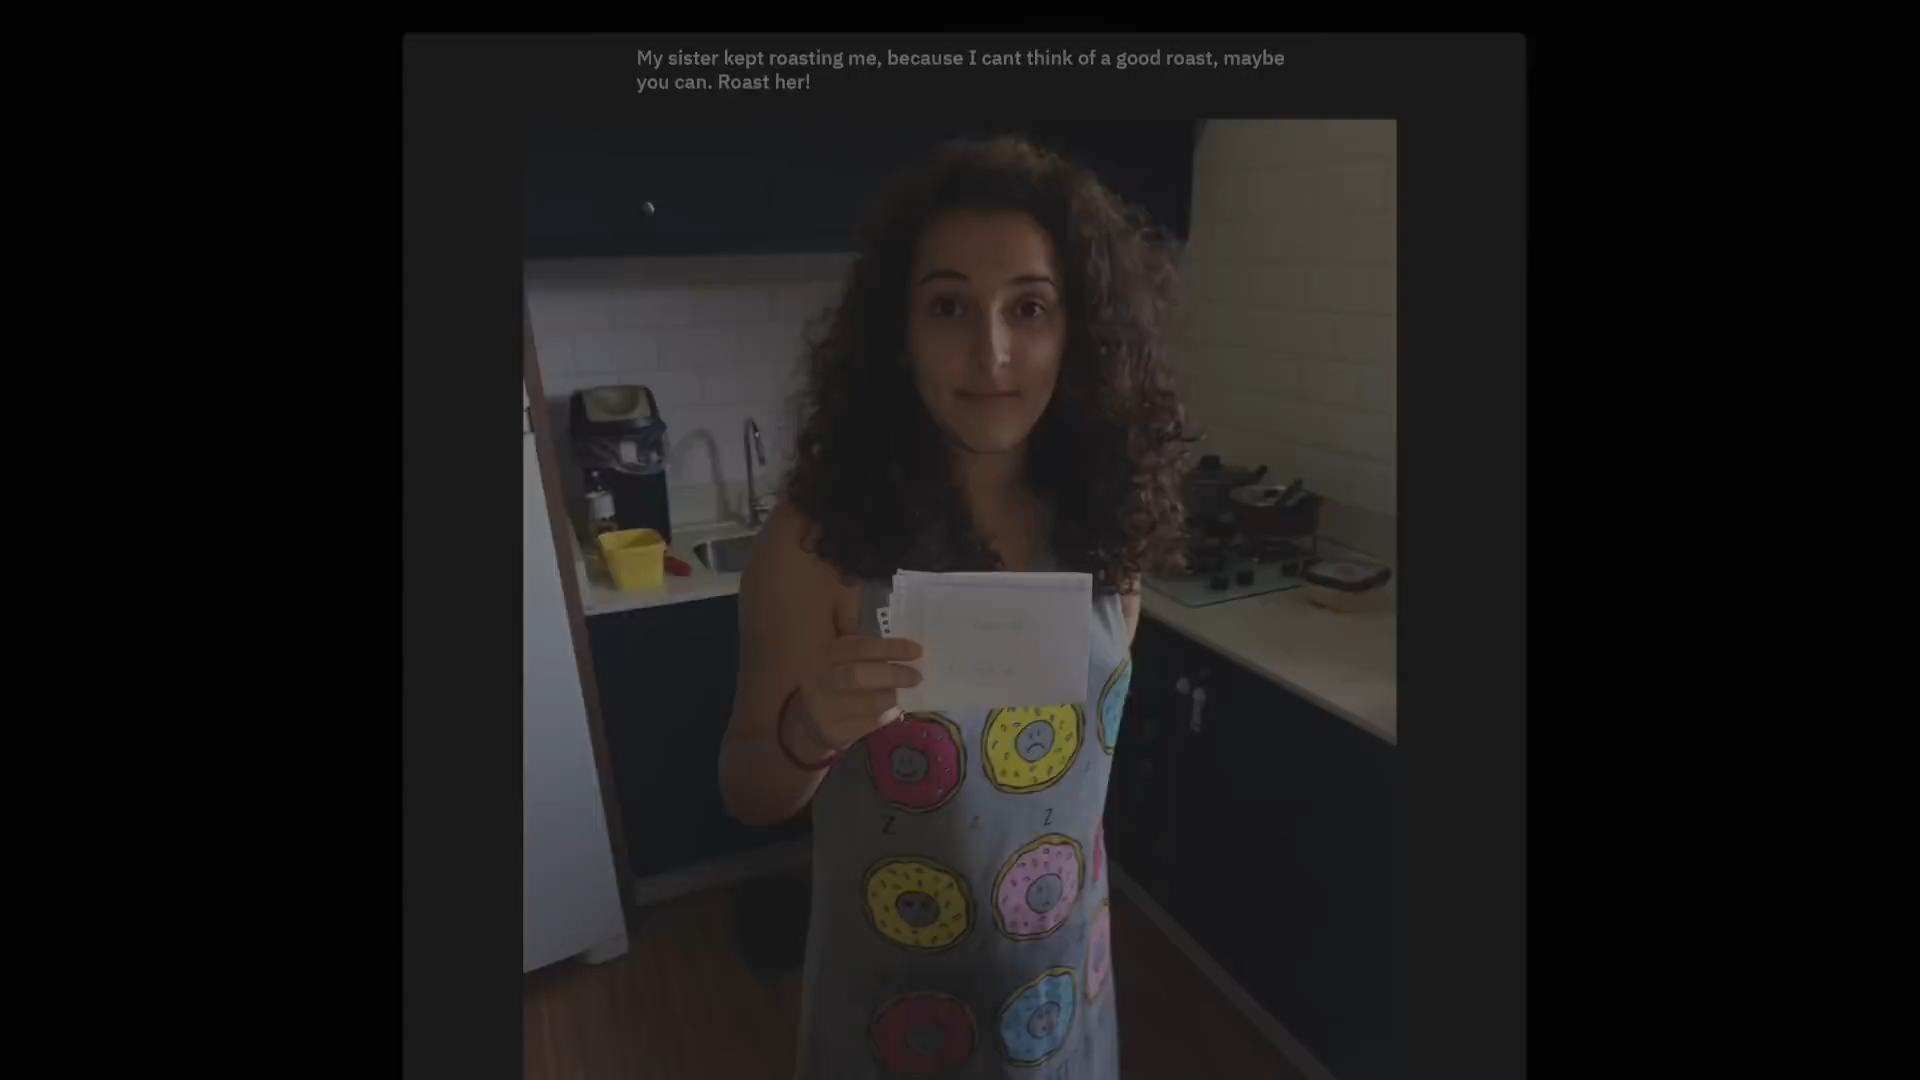 My sister kept roasting me, because I cant think of a good roast, maybe
you can. Roast her!
Z
Z
Z